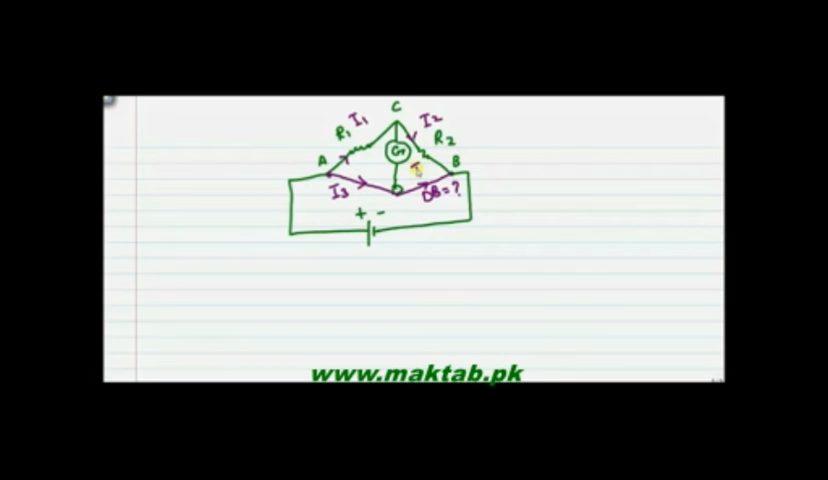 C
R₁ I₁ I₂
G R₂
A B
I₃ DB=?
+ -
www.maktab.pk